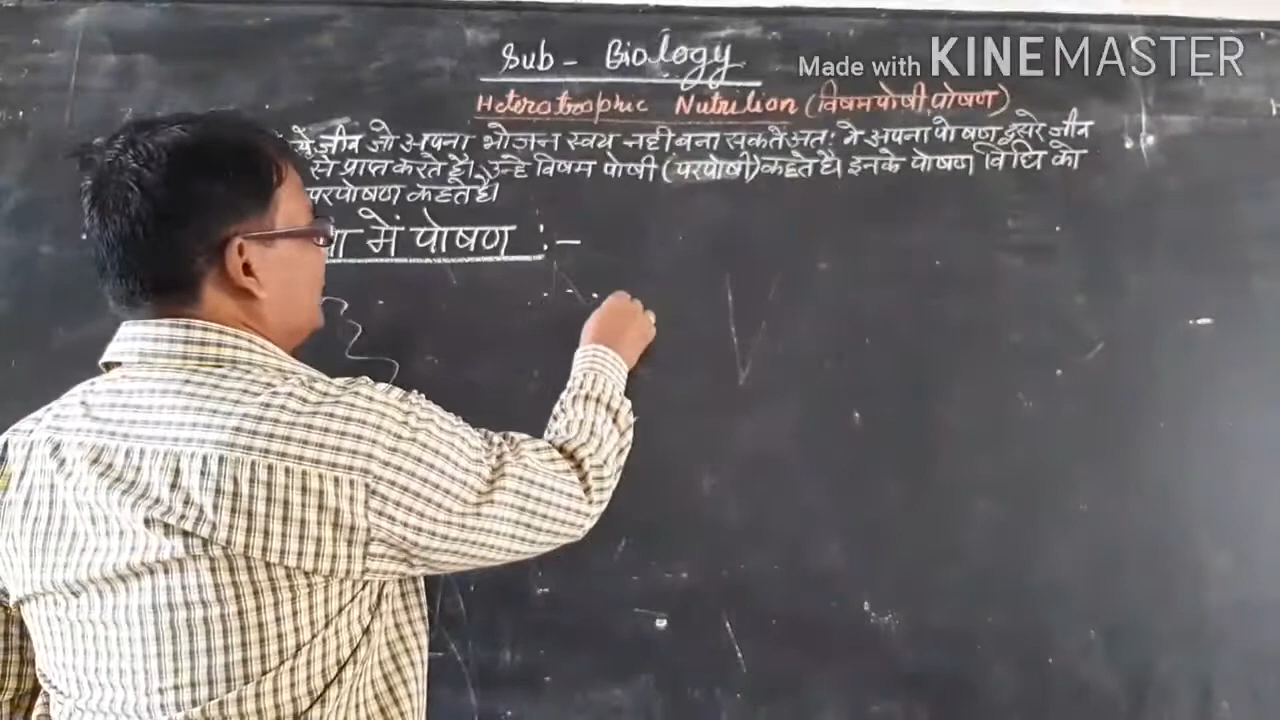 Sub - Biology
Made with KINEMASTER
Heterotrophic Nutrition (विषमपोषी पोषण)
ये जीव जो अपना भोजन स्वयं नहीं बना सकते अतः वे अपना पोषण दूसरे जीव
से प्राप्त करते है। उन्हे विषम पोषी (परपोषी) कहते है। इनके पोषण विधि को
परपोषण कहते है।
में पोषण :-